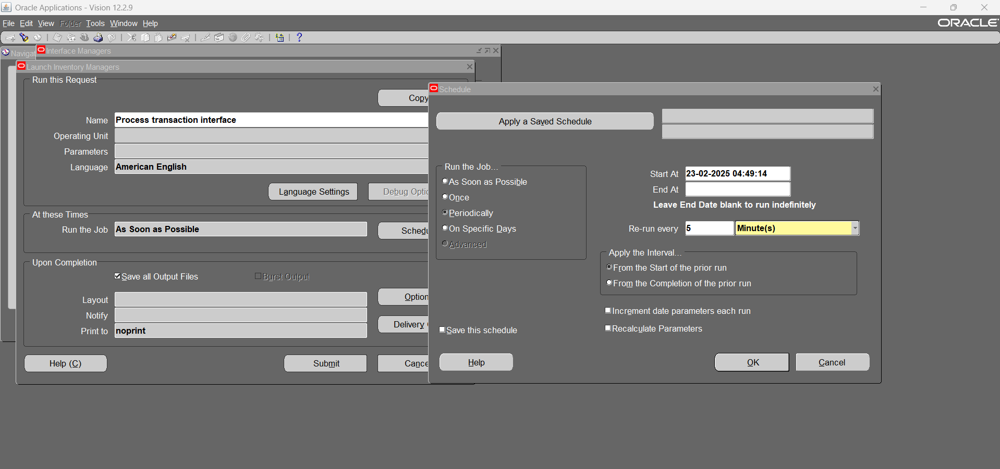 Oracle Applications - Vision 12.2.9
File Edit View Folder Tools Window Help
ORACLE
Navigat
Interface Managers
Launch Inventory Managers
Run this Request
Copy
Name Process transaction interface
Operating Unit
Parameters
Language American English
Language Settings Debug Optio
At these Times
Run the Job As Soon as Possible Schedu
Upon Completion
Save all Output Files Burst Output
Layout Option
Notify
Delivery
Print to noprint
Help (C) Submit Cance
Schedule
Apply a Saved Schedule
Run the Job...
As Soon as Possible
Once
Periodically
On Specific Days
Advanced
Start At 23-02-2025 04:49:14
End At
Leave End Date blank to run indefinitely
Re-run every 5 Minute(s)
Apply the Interval...
From the Start of the prior run
From the Completion of the prior run
Increment date parameters each run
Save this schedule
Recalculate Parameters
Help OK Cancel